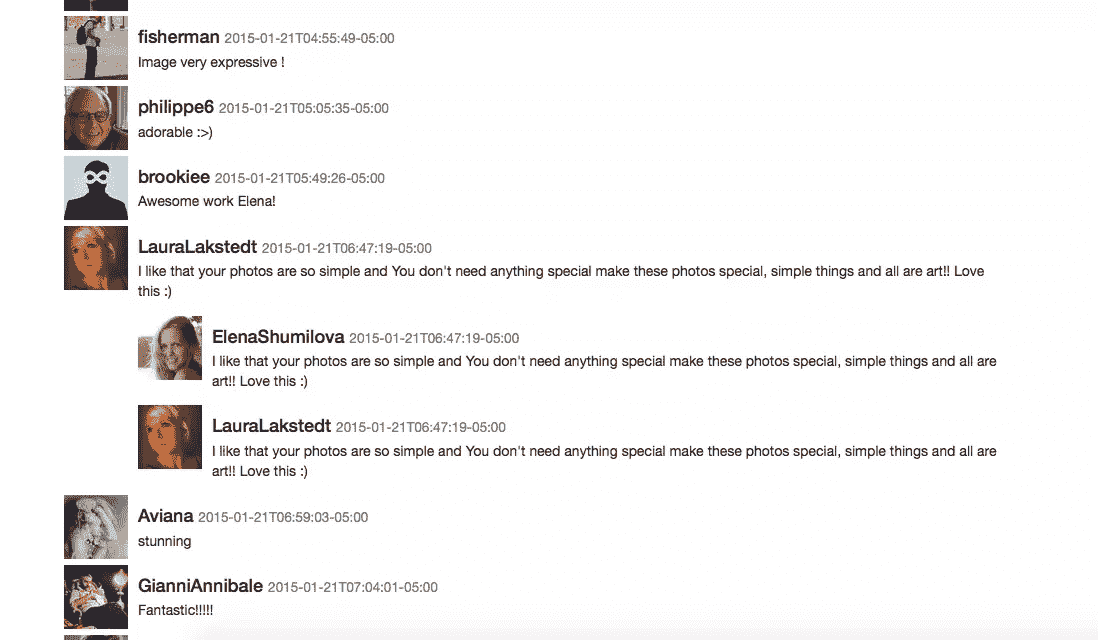 fisherman 2015-01-21T04:55:49-05:00
Image very expressive !
philippe6 2015-01-21T05:05:35-05:00
adorable :>)
brookiee 2015-01-21T05:49:26-05:00
Awesome work Elena!
LauraLakstedt 2015-01-21T06:47:19-05:00
I like that your photos are so simple and You don't need anything special make these photos special, simple things and all are art!! Love
this :)
ElenaShumilova 2015-01-21T06:47:19-05:00
I like that your photos are so simple and You don't need anything special make these photos special, simple things and all are
art!! Love this :)
LauraLakstedt 2015-01-21T06:47:19-05:00
I like that your photos are so simple and You don't need anything special make these photos special, simple things and all are
art!! Love this :)
Aviana 2015-01-21T06:59:03-05:00
stunning
GianniAnnibale 2015-01-21T07:04:01-05:00
Fantastic!!!!!